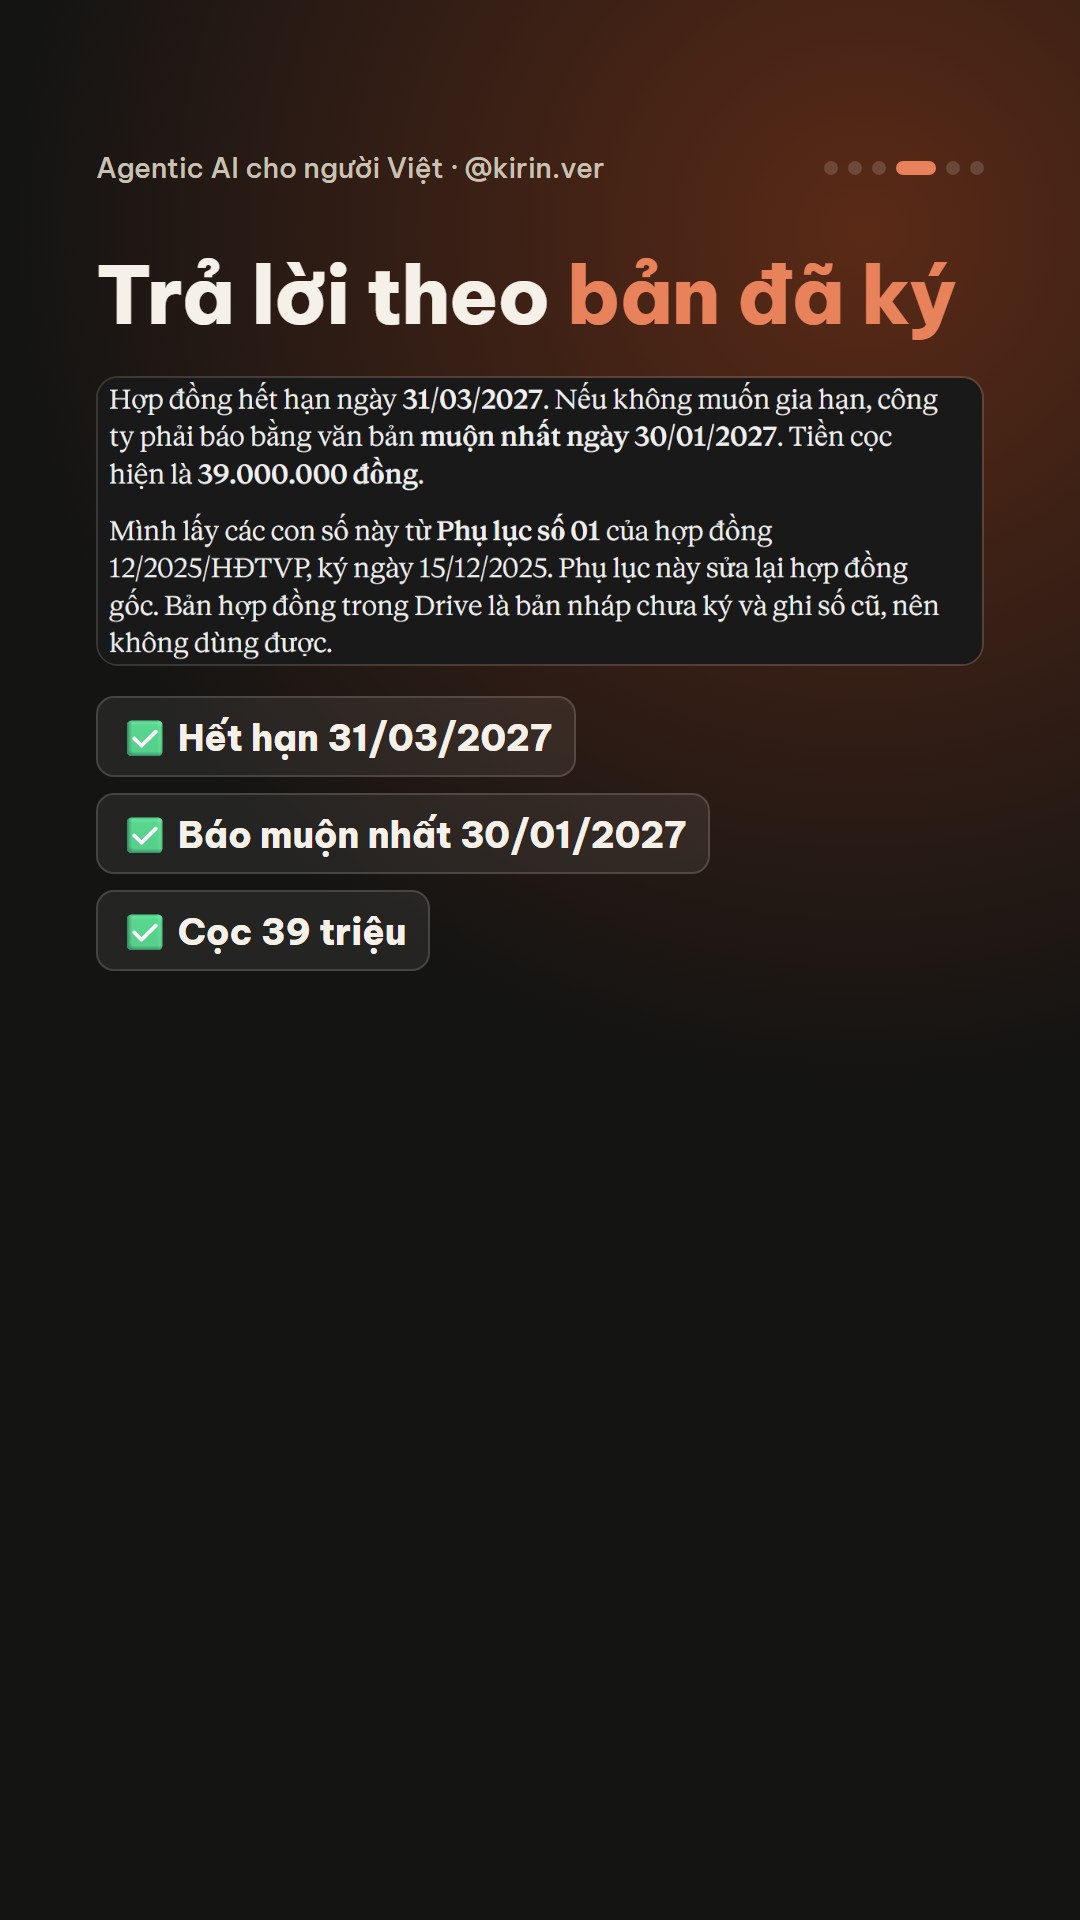 Agentic AI cho người Việt · @kirin.ver
Trả lời theo bản đã ký
Hợp đồng hết hạn ngày 31/03/2027. Nếu không muốn gia hạn, công
ty phải báo bằng văn bản muộn nhất ngày 30/01/2027. Tiền cọc
hiện là 39.000.000 đồng.
Mình lấy các con số này từ Phụ lục số 01 của hợp đồng
12/2025/HĐTVP, ký ngày 15/12/2025. Phụ lục này sửa lại hợp đồng
gốc. Bản hợp đồng trong Drive là bản nháp chưa ký và ghi số cũ, nên
không dùng được.
✅ Hết hạn 31/03/2027
✅ Báo muộn nhất 30/01/2027
✅ Cọc 39 triệu